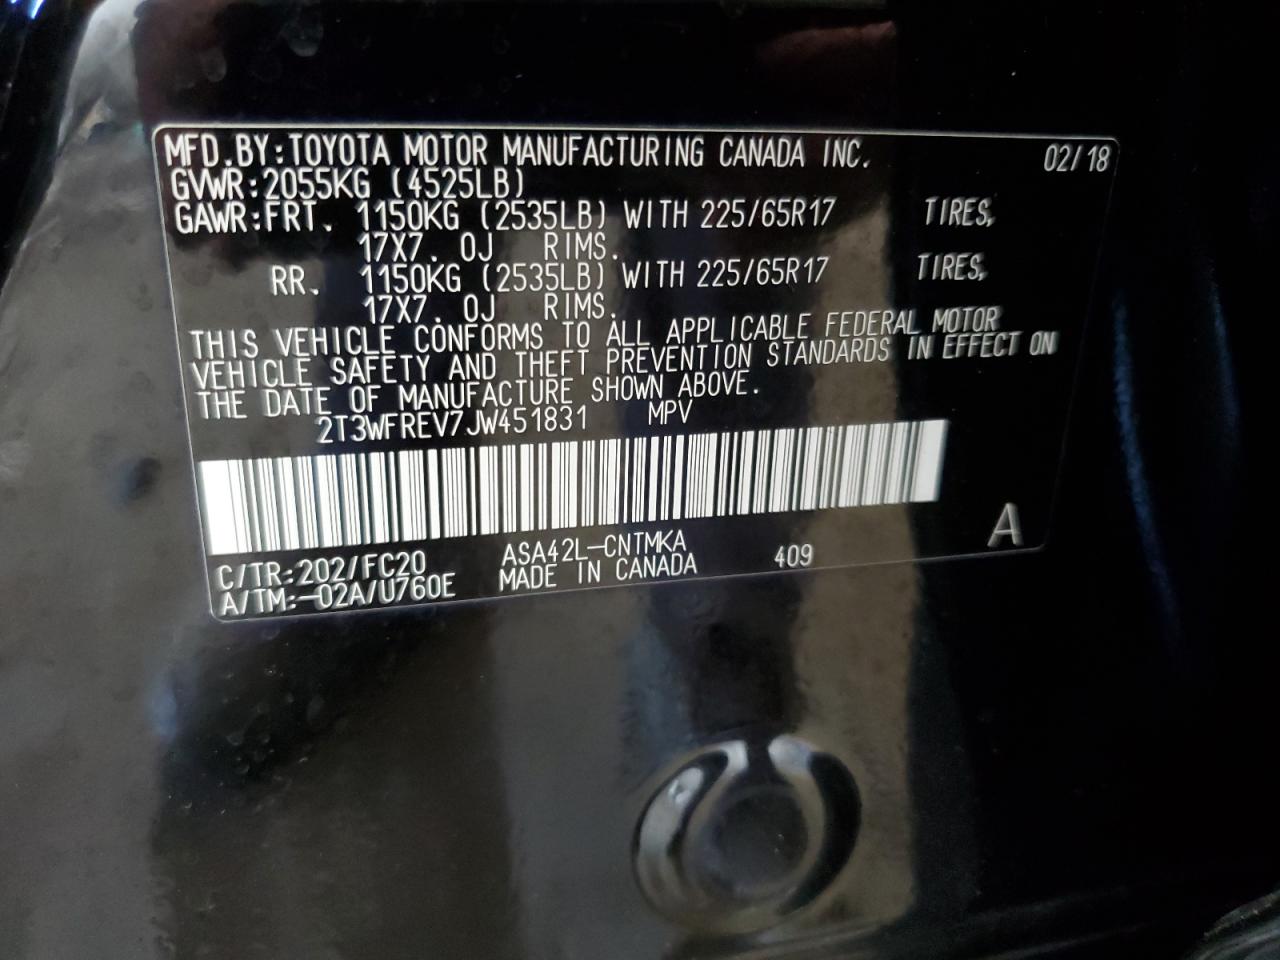 MFD.BY:TOYOTA MOTOR MANUFACTURING CANADA INC. 02/18
GVWR:2055KG (4525LB)
GAWR:FRT. 1150KG (2535LB) WITH 225/65R17 TIRES,
17X7. 0J RIMS.
RR. 1150KG (2535LB) WITH 225/65R17 TIRES,
17X7. 0J RIMS.
THIS VEHICLE CONFORMS TO ALL APPLICABLE FEDERAL MOTOR
VEHICLE SAFETY AND THEFT PREVENTION STANDARDS IN EFFECT ON
THE DATE OF MANUFACTURE SHOWN ABOVE.
2T3WFREV7JW451831 MPV
A
C/TR:202/FC20 ASA42L-CNTMKA 409
A/TM:-02A/U760E MADE IN CANADA